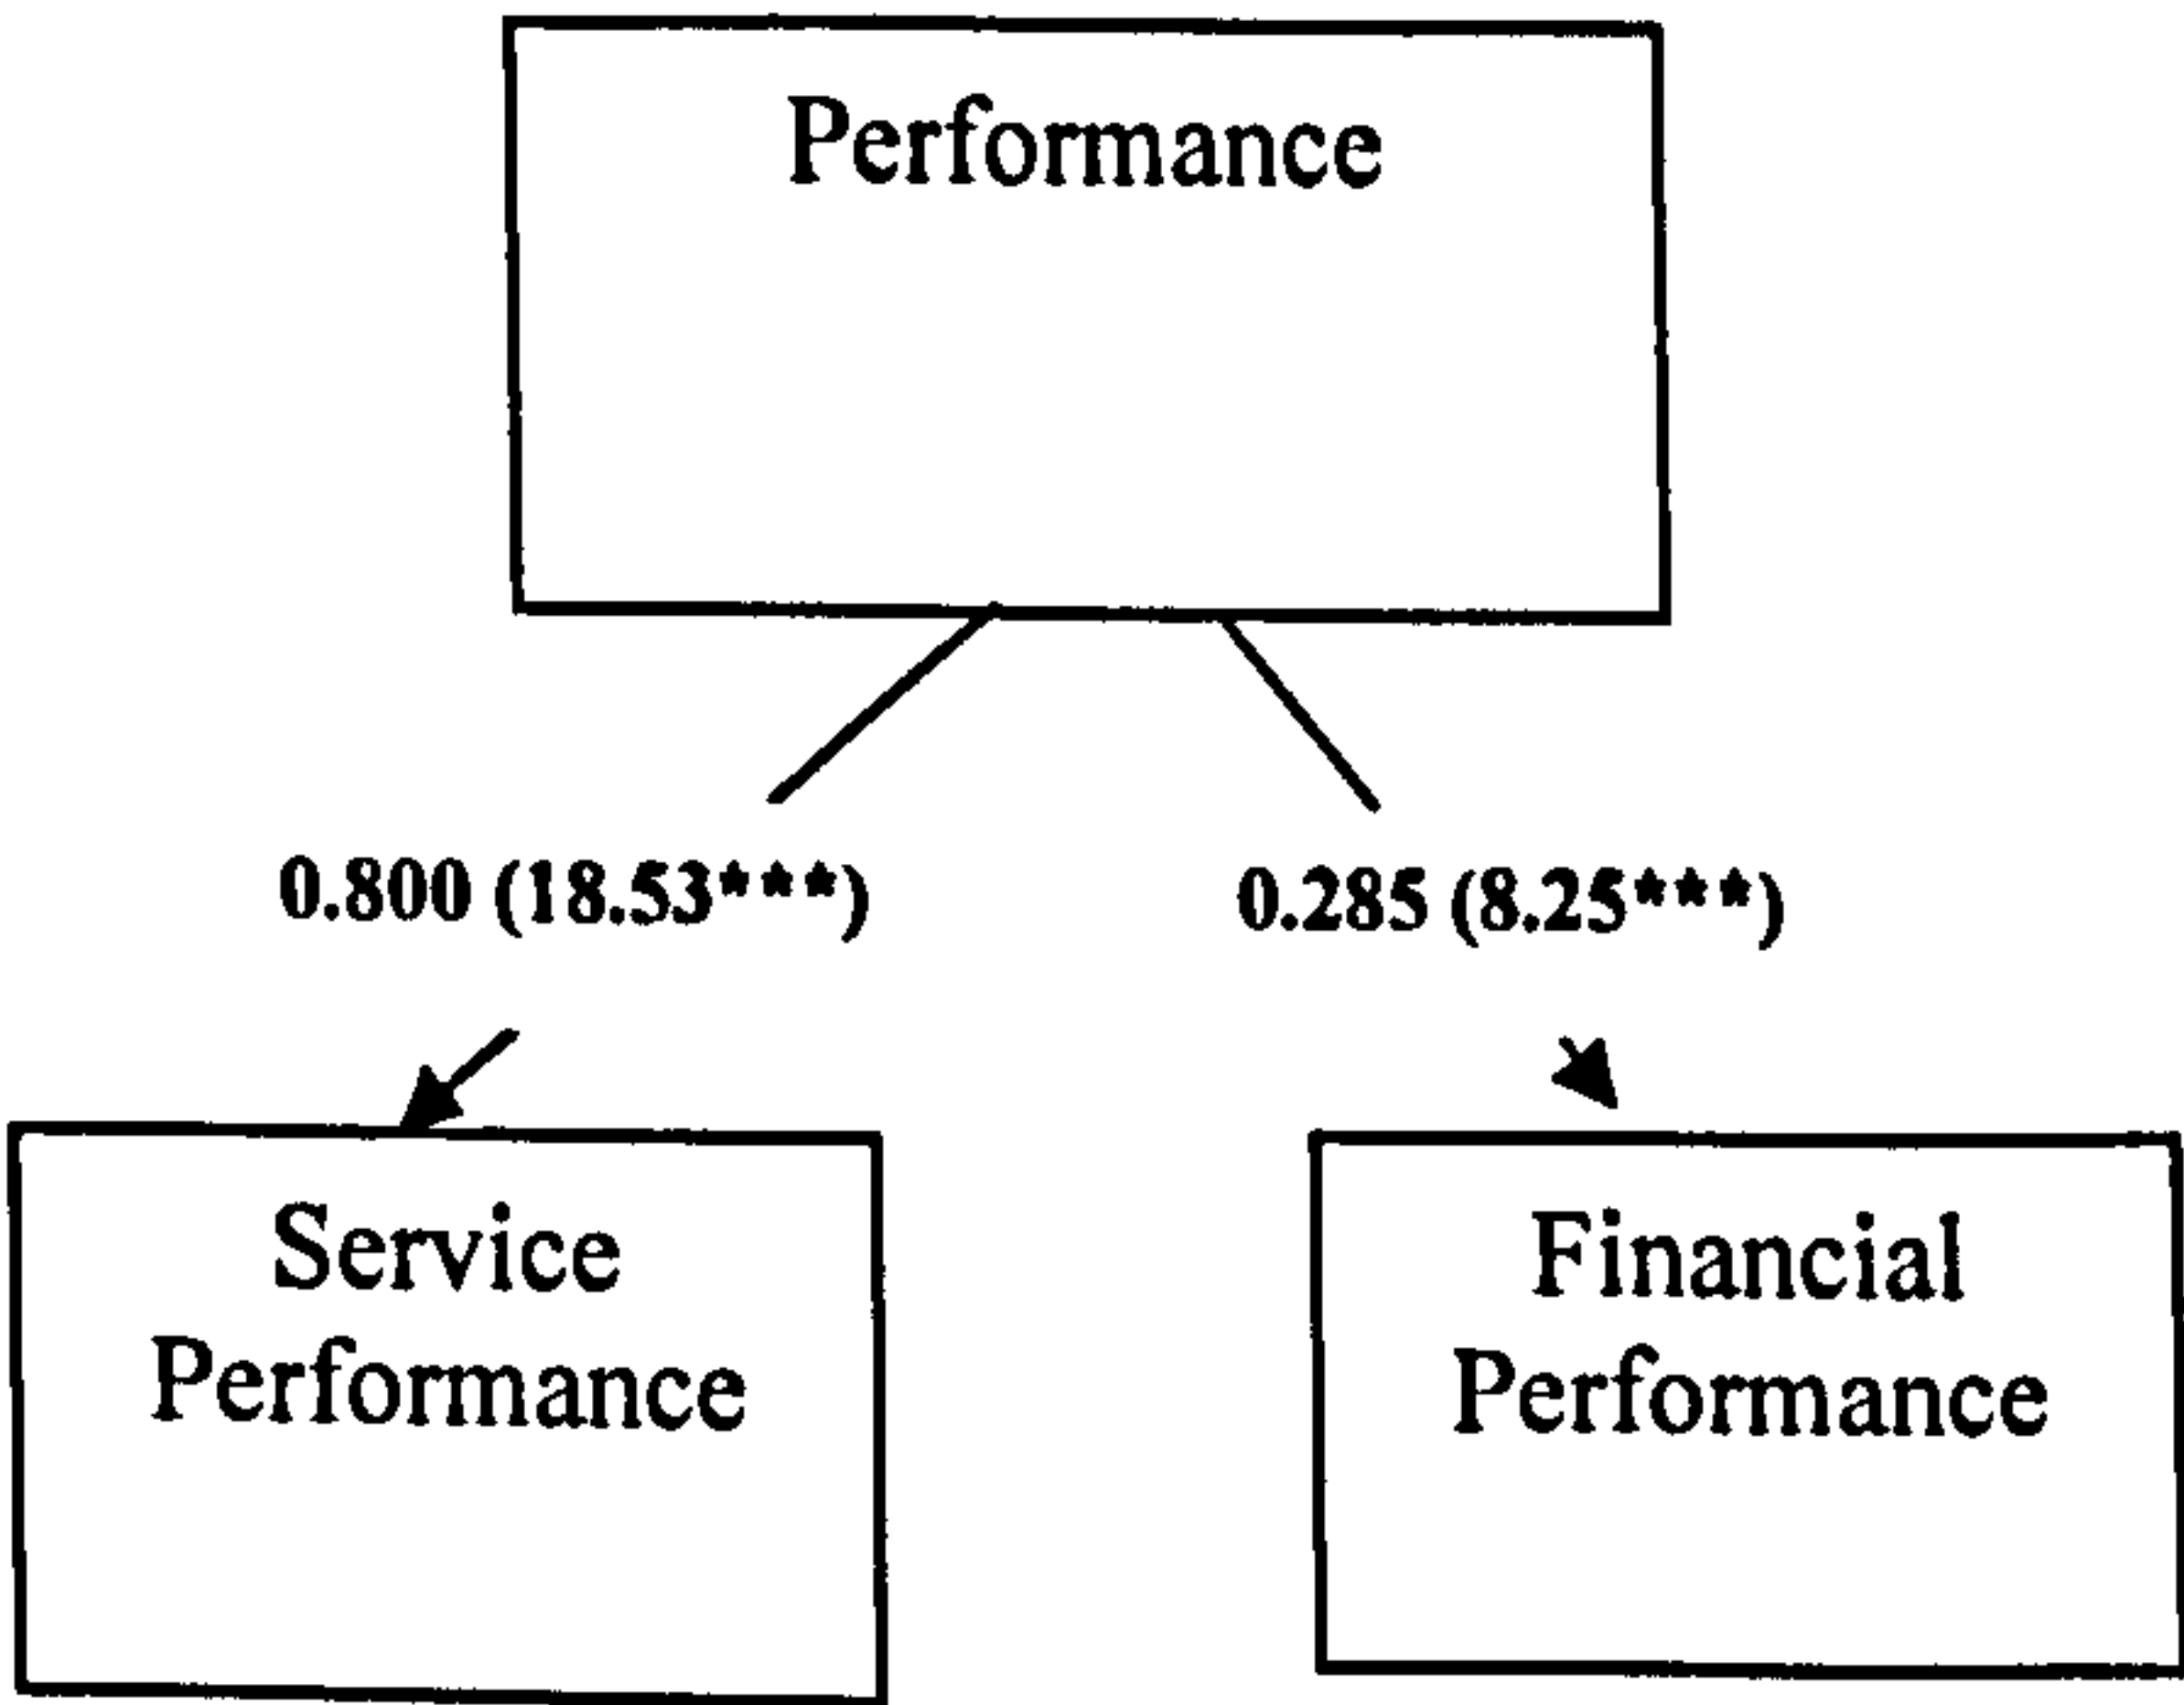 Performance
0.800 (18.53***)
0.285 (8.25***)
Service
Performance
Financial
Performance